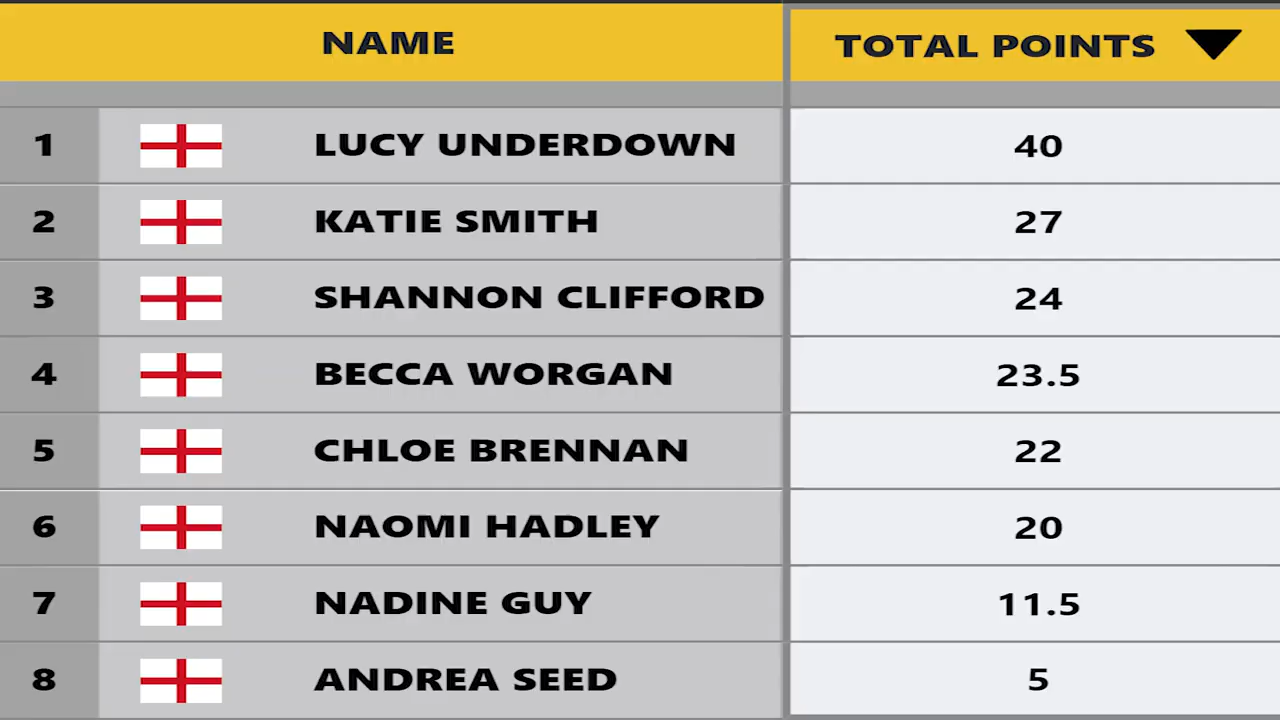 NAME TOTAL POINTS
1 LUCY UNDERDOWN 40
2 KATIE SMITH 27
3 SHANNON CLIFFORD 24
4 BECCA WORGAN 23.5
5 CHLOE BRENNAN 22
6 NAOMI HADLEY 20
7 NADINE GUY 11.5
8 ANDREA SEED 5